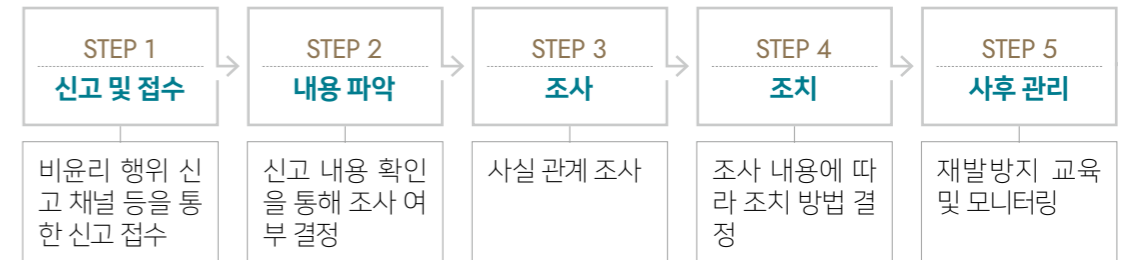 STEP 1
신고 및 접수
비윤리 행위 신
고 채널 등을 통
한 신고 접수
STEP 2
내용 파악
신고 내용 확인
을 통해 조사 여
부 결정
STEP 3
조사
사실 관계 조사
STEP 4
조치
조사 내용에 따
라 조치 방법 결
정
STEP 5
사후 관리
재발방지 교육
및 모니터링